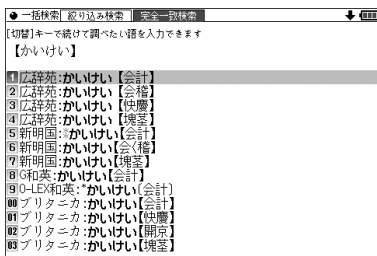 一括検索 絞り込み検索 完全一致検索
[切替]キーで続けて調べたい語を入力できます
【かいけい】
1 広辞苑:かいけい【会計】
2 広辞苑:かいけい【会稽】
3 広辞苑:かいけい【快慶】
4 広辞苑:かいけい【塊茎】
5 新明国:※かいけい【会計】
6 新明国:かいけい【会〈稽】
7 新明国:かいけい【塊茎】
8 G和英:かいけい【会計】
9 O-LEX和英:*かいけい〔会計〕
00 ブリタニカ:かいけい【会計】
01 ブリタニカ:かいけい【快慶】
02 ブリタニカ:かいけい【開京】
03 ブリタニカ:かいけい【塊茎】